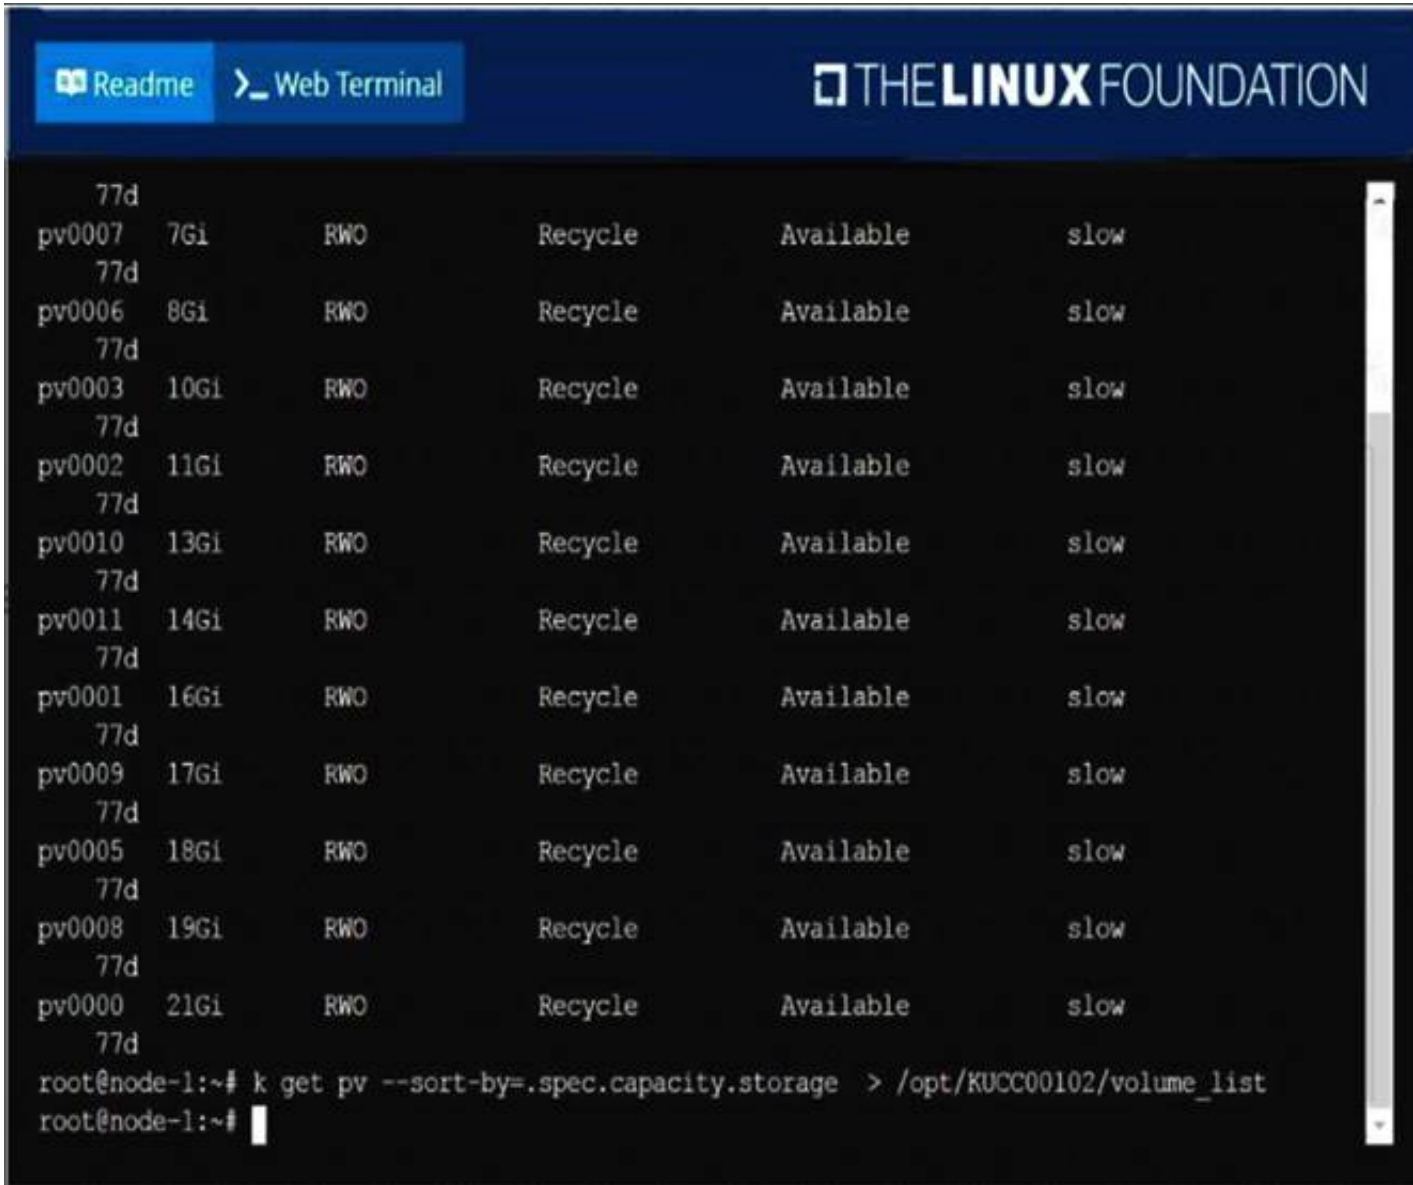 Readme Web Terminal THE LINUX FOUNDATION
77d
pv0007 7Gi RWO Recycle Available slow
77d
pv0006 8Gi RWO Recycle Available slow
77d
pv0003 10Gi RWO Recycle Available slow
77d
pv0002 11Gi RWO Recycle Available slow
77d
pv0010 13Gi RWO Recycle Available slow
77d
pv0011 14Gi RWO Recycle Available slow
77d
pv0001 16Gi RWO Recycle Available slow
77d
pv0009 17Gi RWO Recycle Available slow
77d
pv0005 18Gi RWO Recycle Available slow
77d
pv0008 19Gi RWO Recycle Available slow
77d
pv0000 21Gi RWO Recycle Available slow
77d
root@node-1:~# k get pv --sort-by=.spec.capacity.storage > /opt/KUCC00102/volume_list
root@node-1:~#